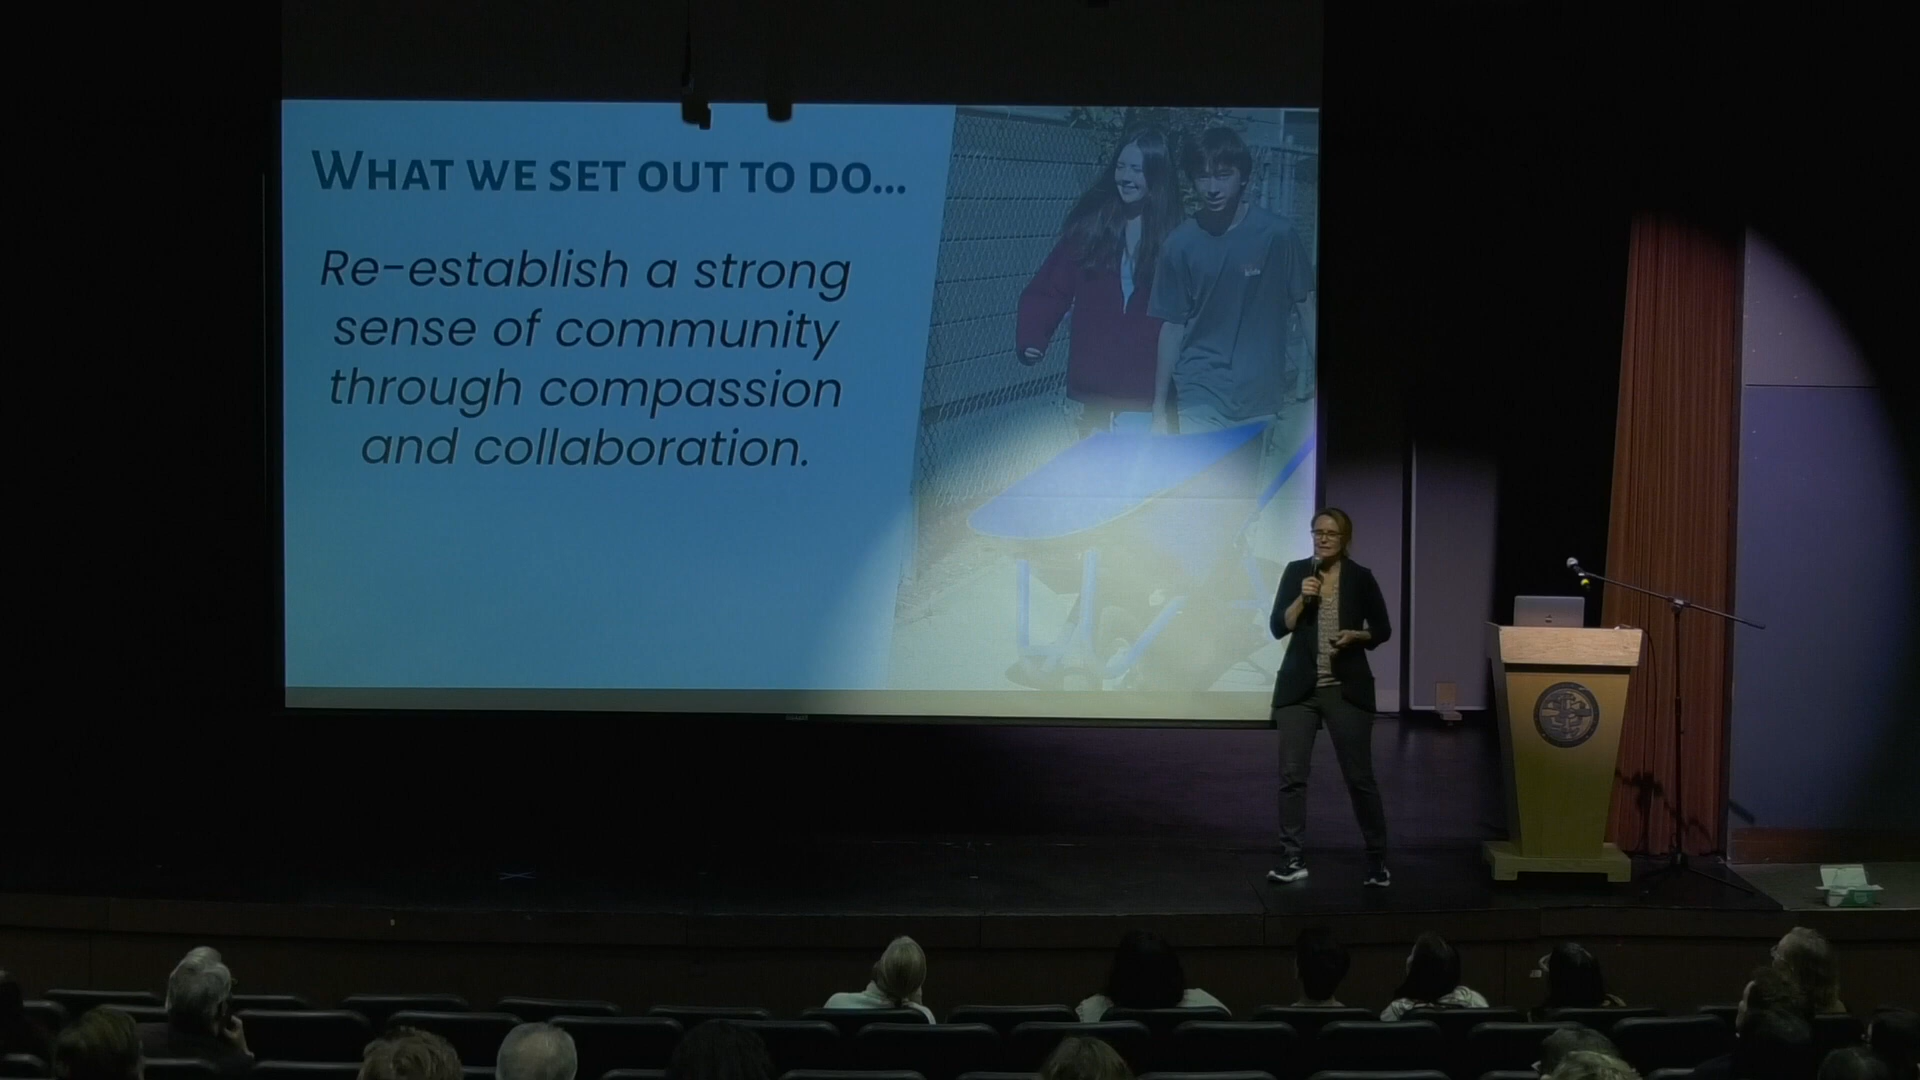 WHAT WE SET OUT TO DO...
Re-establish a strong
sense of community
through compassion
and collaboration.